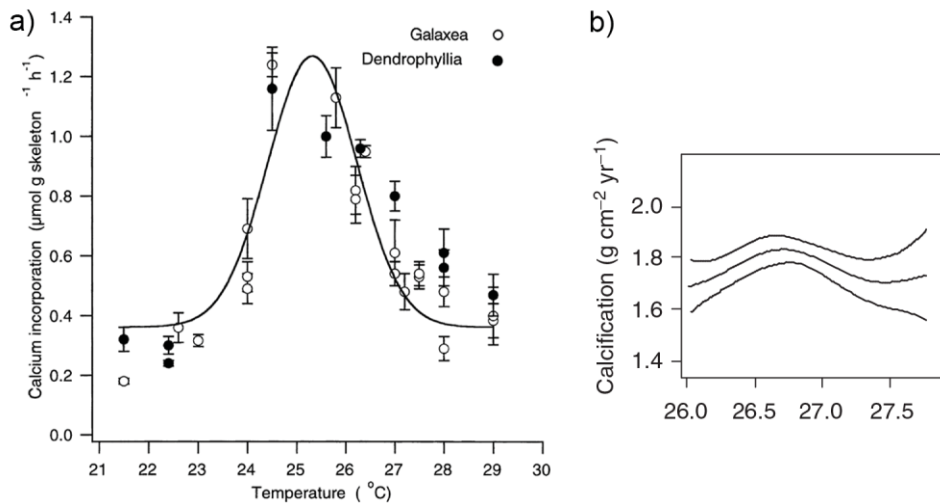 a)
Calcium incorporation (μmol g skeleton ⁻¹ h⁻¹)
1.4
1.2
1.0
0.8
0.6
0.4
0.2
0.0
Galaxea
Dendrophyllia
21 22 23 24 25 26 27 28 29 30
Temperature ( °C)
b)
Calcification (g cm⁻² yr⁻¹)
2.0
1.8
1.6
1.4
26.0 26.5 27.0 27.5